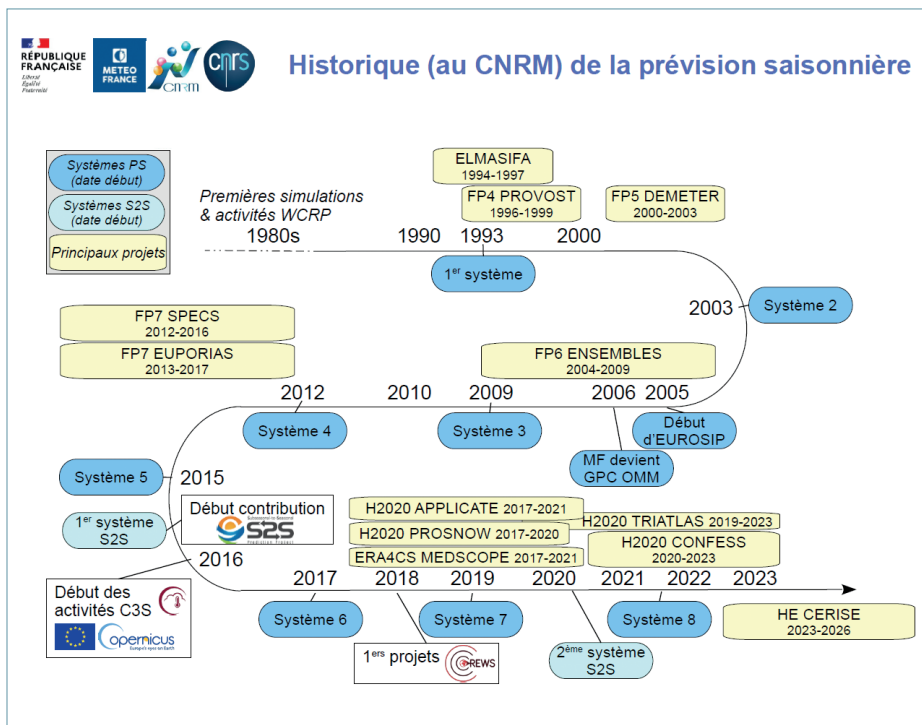 RÉPUBLIQUE
FRANÇAISE
Liberté
Égalité
Fraternité
METEO
FRANCE
CNRM
cnrs
Historique (au CNRM) de la prévision saisonnière
Systèmes PS
(date début)
Systèmes S2S
(date début)
Principaux projets
Premières simulations
& activités WCRP
ELMASIFA
1994-1997
FP4 PROVOST
1996-1999
FP5 DEMETER
2000-2003
1980s
1990
1993
2000
1er système
2003
Système 2
FP7 SPECS
2012-2016
FP7 EUPORIAS
2013-2017
FP6 ENSEMBLES
2004-2009
2012
2010
2009
2006
2005
Système 4
Système 3
MF devient
GPC OMM
Début
d'EUROSIP
Système 5
2015
1er système
S2S
Début contribution
S2S
2016
Début des
activités C3S
opernicus
Europe's eyes on Earth
H2020 APPLICATE 2017-2021
H2020 PROSNOW 2017-2020
ERA4CS MEDSCOPE 2017-2021
H2020 TRIATLAS 2019-2023
H2020 CONFESS
2020-2023
2017
2018
2019
2020
2021
2022
2023
Système 6
1ers projets
CREWS
Système 7
2ème système
S2S
Système 8
HE CERISE
2023-2026